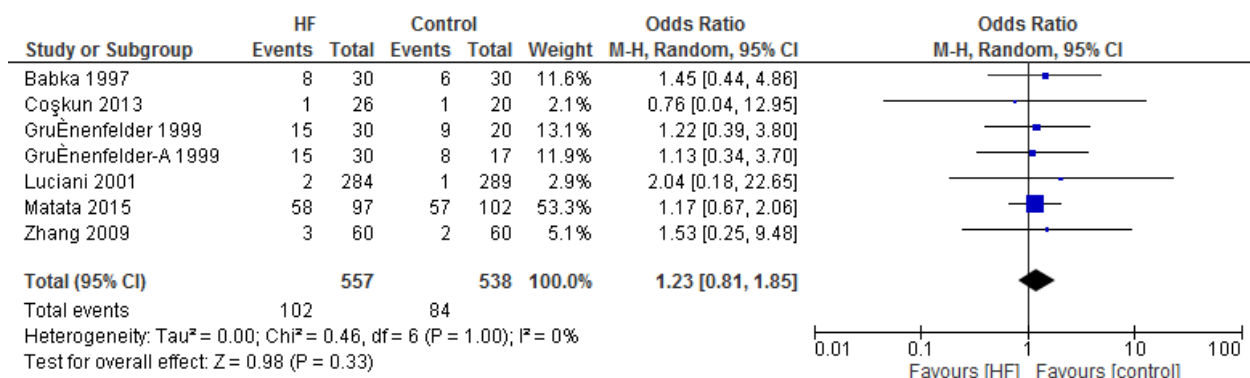 HF Control Odds Ratio Odds Ratio
Study or Subgroup Events Total Events Total Weight M-H, Random, 95% CI M-H, Random, 95% CI
Babka 1997 8 30 6 30 11.6% 1.45 [0.44, 4.86]
Coşkun 2013 1 26 1 20 2.1% 0.76 [0.04, 12.95]
GruÈnenfelder 1999 15 30 9 20 13.1% 1.22 [0.39, 3.80]
GruÈnenfelder-A 1999 15 30 8 17 11.9% 1.13 [0.34, 3.70]
Luciani 2001 2 284 1 289 2.9% 2.04 [0.18, 22.65]
Matata 2015 58 97 57 102 53.3% 1.17 [0.67, 2.06]
Zhang 2009 3 60 2 60 5.1% 1.53 [0.25, 9.48]
Total (95% CI) 557 538 100.0% 1.23 [0.81, 1.85]
Total events 102 84
Heterogeneity: Tau² = 0.00; Chi² = 0.46, df = 6 (P = 1.00); I² = 0%
Test for overall effect: Z = 0.98 (P = 0.33)
0.01 0.1 1 10 100
Favours [HF] Favours [control]